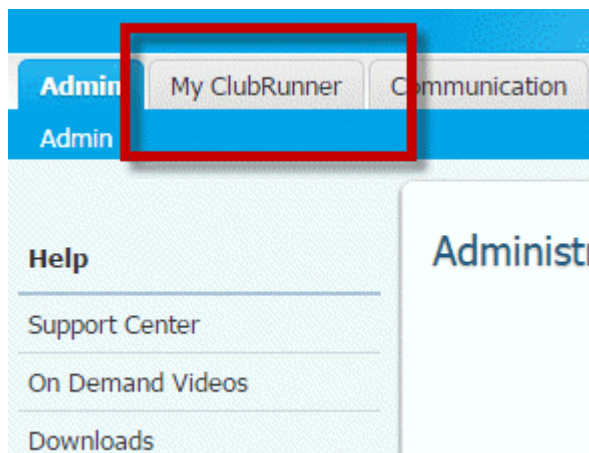 Admin My ClubRunner Communication
Admin
Help
Administr
Support Center
On Demand Videos
Downloads